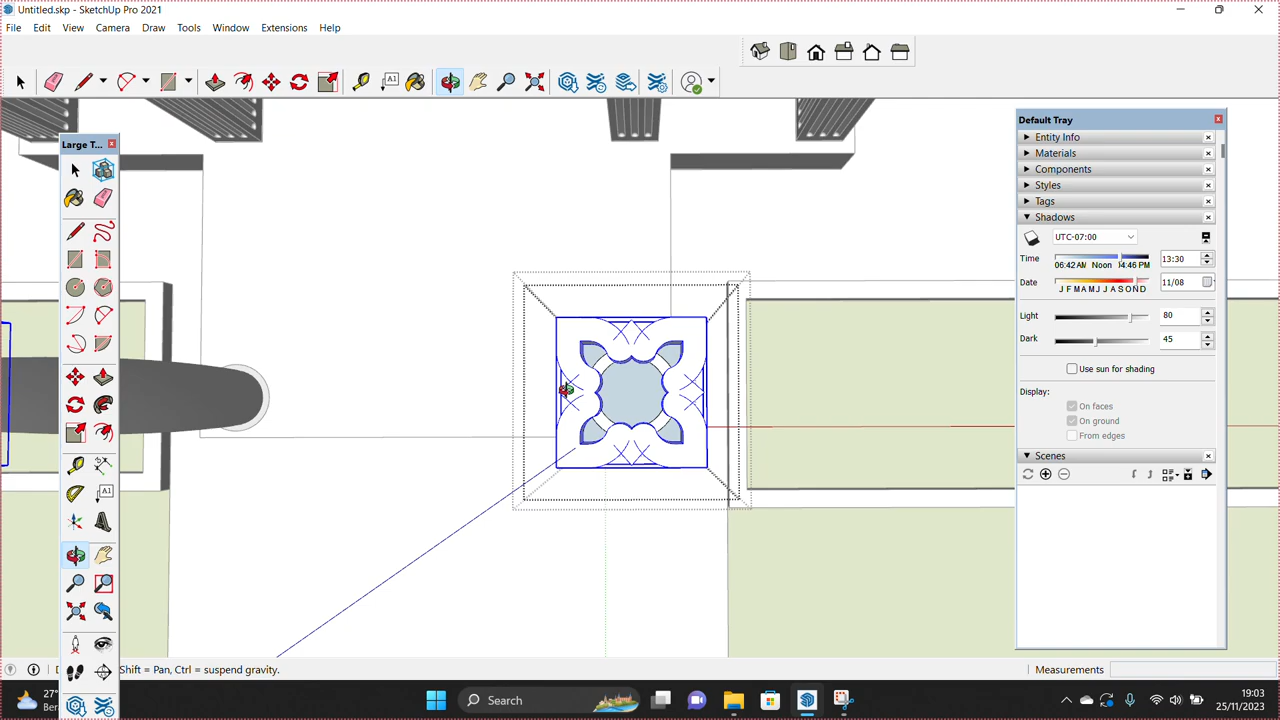 Untitled.skp - SketchUp Pro 2021
File Edit View Camera Draw Tools Window Extensions Help
A1
Default Tray
Entity Info
Large T...
Materials
Components
Styles
Tags
Shadows
UTC-07:00
Time 13:30
06:42 AM Noon 04:46 PM
Date 11/08
J F M A M J J A S O N D
Light 80
Dark 45
Use sun for shading
Display:
On faces
On ground
From edges
Scenes
A1
Shift = Pan, Ctrl = suspend gravity.
Measurements
27°
Search
19:03
25/11/2023